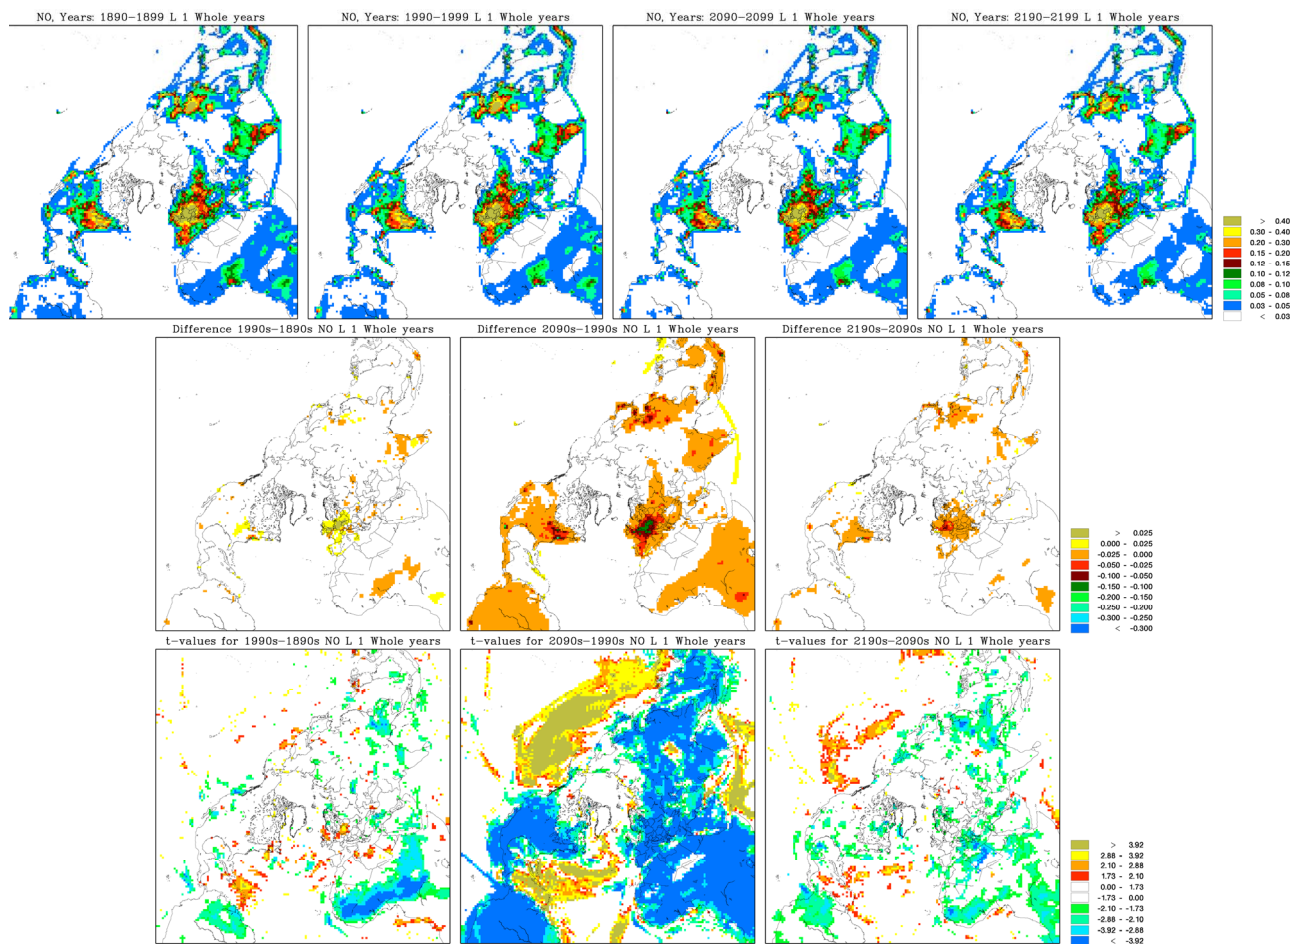 NO, Years: 1890-1899 L 1 Whole years
NO, Years: 1990-1999 L 1 Whole years
NO, Years: 2090-2099 L 1 Whole years
NO, Years: 2190-2199 L 1 Whole years
> 0.40
0.30 - 0.40
0.20 - 0.30
0.15 - 0.20
0.12 - 0.15
0.10 - 0.12
0.08 - 0.10
0.05 - 0.08
0.03 - 0.05
< 0.03
Difference 1990s-1890s NO L 1 Whole years
Difference 2090s-1990s NO L 1 Whole years
Difference 2190s-2090s NO L 1 Whole years
> 0.025
0.000 - 0.025
-0.025 - 0.000
-0.050 - -0.025
-0.100 - -0.050
-0.150 - -0.100
-0.200 - -0.150
-0.250 - -0.200
-0.300 - -0.250
< -0.300
t-values for 1990s-1890s NO L 1 Whole years
t-values for 2090s-1990s NO L 1 Whole years
t-values for 2190s-2090s NO L 1 Whole years
> 3.92
2.88 - 3.92
2.10 - 2.88
1.73 - 2.10
0.00 - 1.73
-1.73 - 0.00
-2.10 - -1.73
-2.88 - -2.10
-3.92 - -2.88
< -3.92